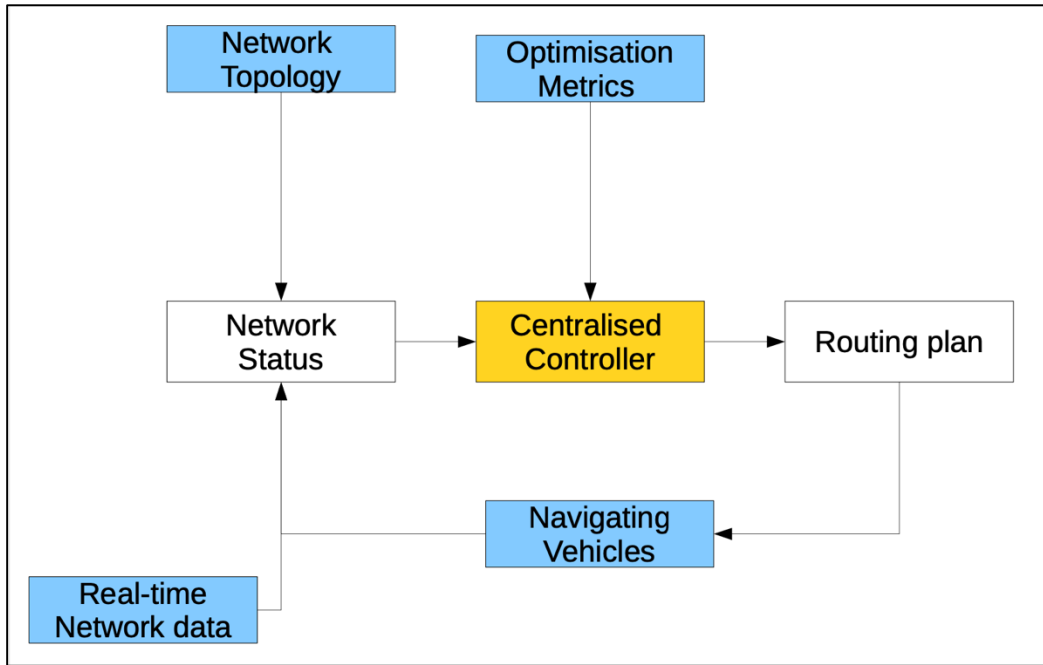 Network
Topology
Optimisation
Metrics
Network
Status
Centralised
Controller
Routing plan
Navigating
Vehicles
Real-time
Network data